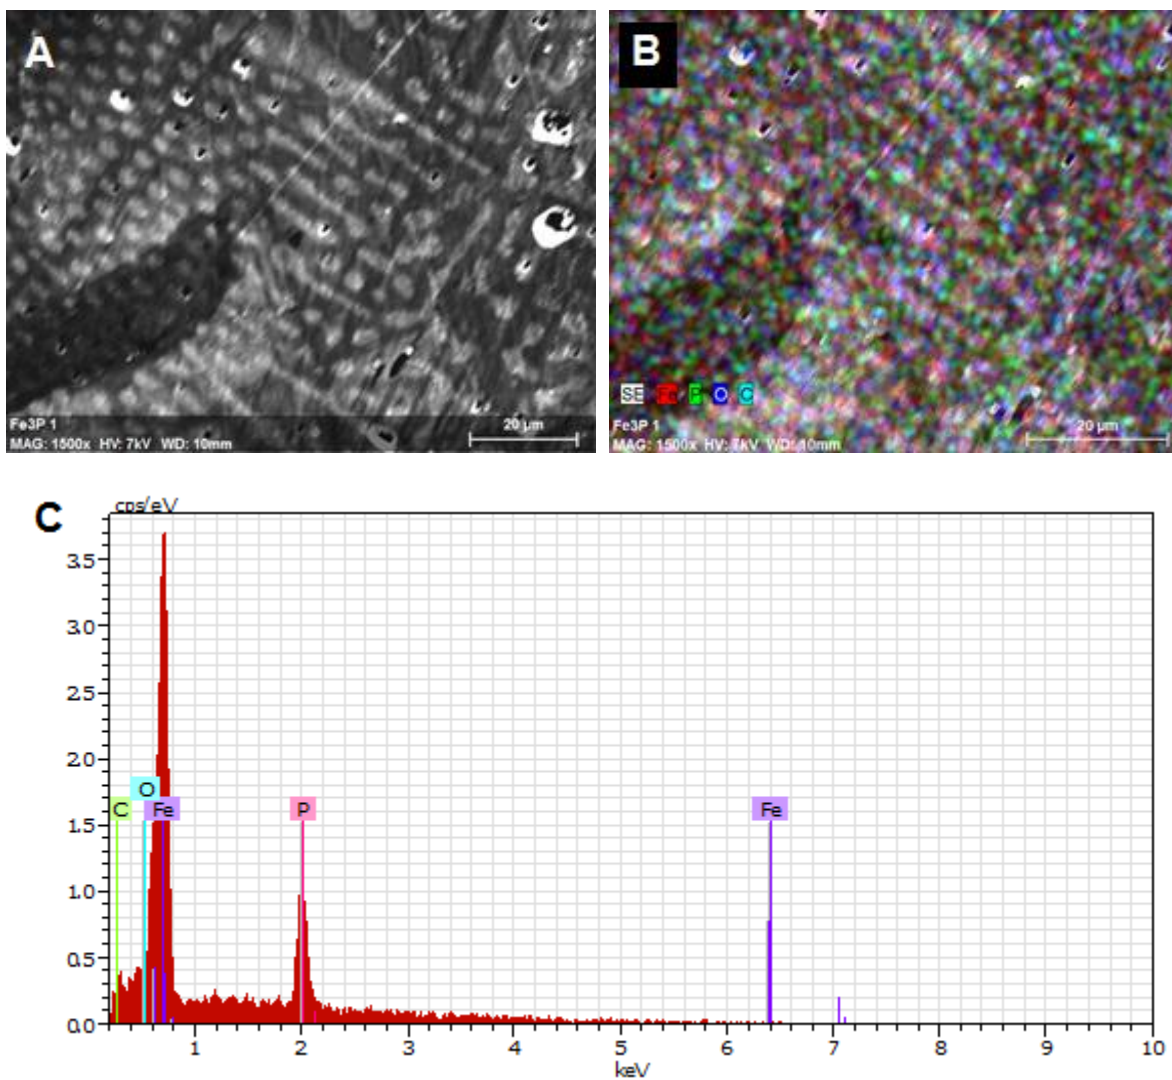 A
Fe3P 1
MAG: 1500x HV: 7kV WD: 10mm
20 µm
B
SE Fe P O C
Fe3P 1
MAG: 1500x HV: 7kV WD: 10mm
20 µm
C
cps/eV
3.5
3.0
2.5
2.0
1.5
1.0
0.5
0.0
C O Fe P Fe
1 2 3 4 5 6 7 8 9 10
keV